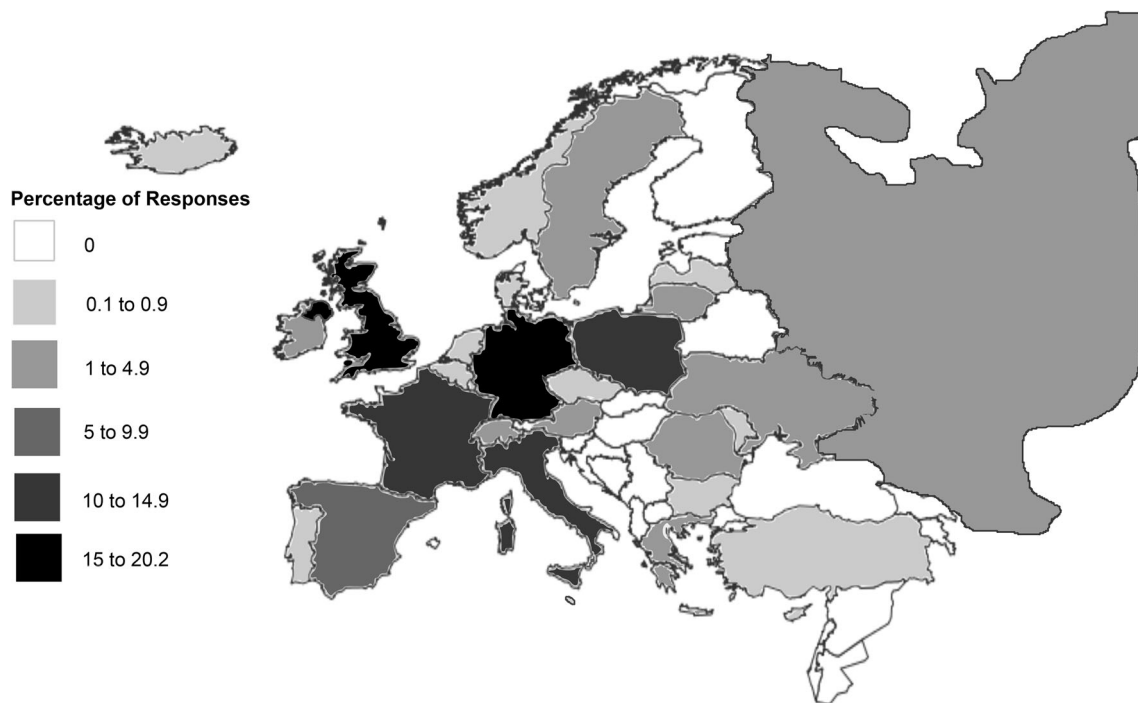 Percentage of Responses
0
0.1 to 0.9
1 to 4.9
5 to 9.9
10 to 14.9
15 to 20.2